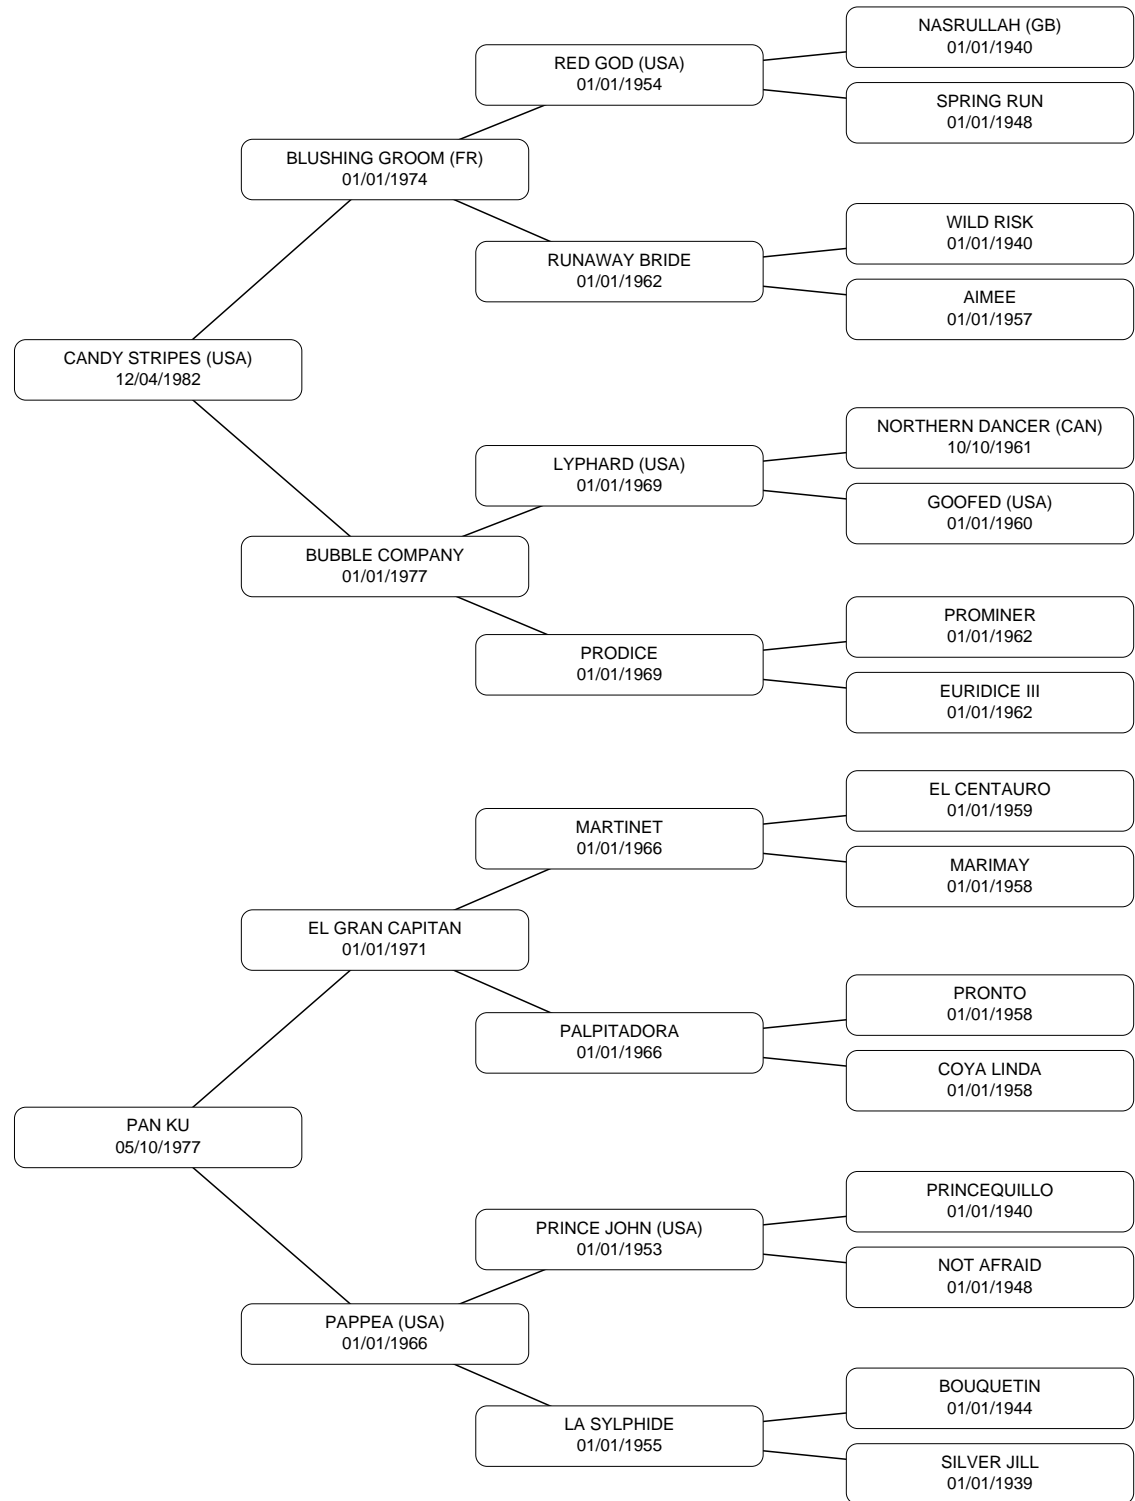 NASRULLAH (GB)
01/01/1940
RED GOD (USA)
01/01/1954
SPRING RUN
01/01/1948
BLUSHING GROOM (FR)
01/01/1974
WILD RISK
01/01/1940
RUNAWAY BRIDE
01/01/1962
AIMEE
01/01/1957
CANDY STRIPES (USA)
12/04/1982
NORTHERN DANCER (CAN)
10/10/1961
LYPHARD (USA)
01/01/1969
GOOFED (USA)
01/01/1960
BUBBLE COMPANY
01/01/1977
PROMINER
01/01/1962
PRODICE
01/01/1969
EURIDICE III
01/01/1962
EL CENTAURO
01/01/1959
MARTINET
01/01/1966
MARIMAY
01/01/1958
EL GRAN CAPITAN
01/01/1971
PRONTO
01/01/1958
PALPITADORA
01/01/1966
COYA LINDA
01/01/1958
PAN KU
05/10/1977
PRINCEQUILLO
01/01/1940
PRINCE JOHN (USA)
01/01/1953
NOT AFRAID
01/01/1948
PAPPEA (USA)
01/01/1966
BOUQUETIN
01/01/1944
LA SYLPHIDE
01/01/1955
SILVER JILL
01/01/1939